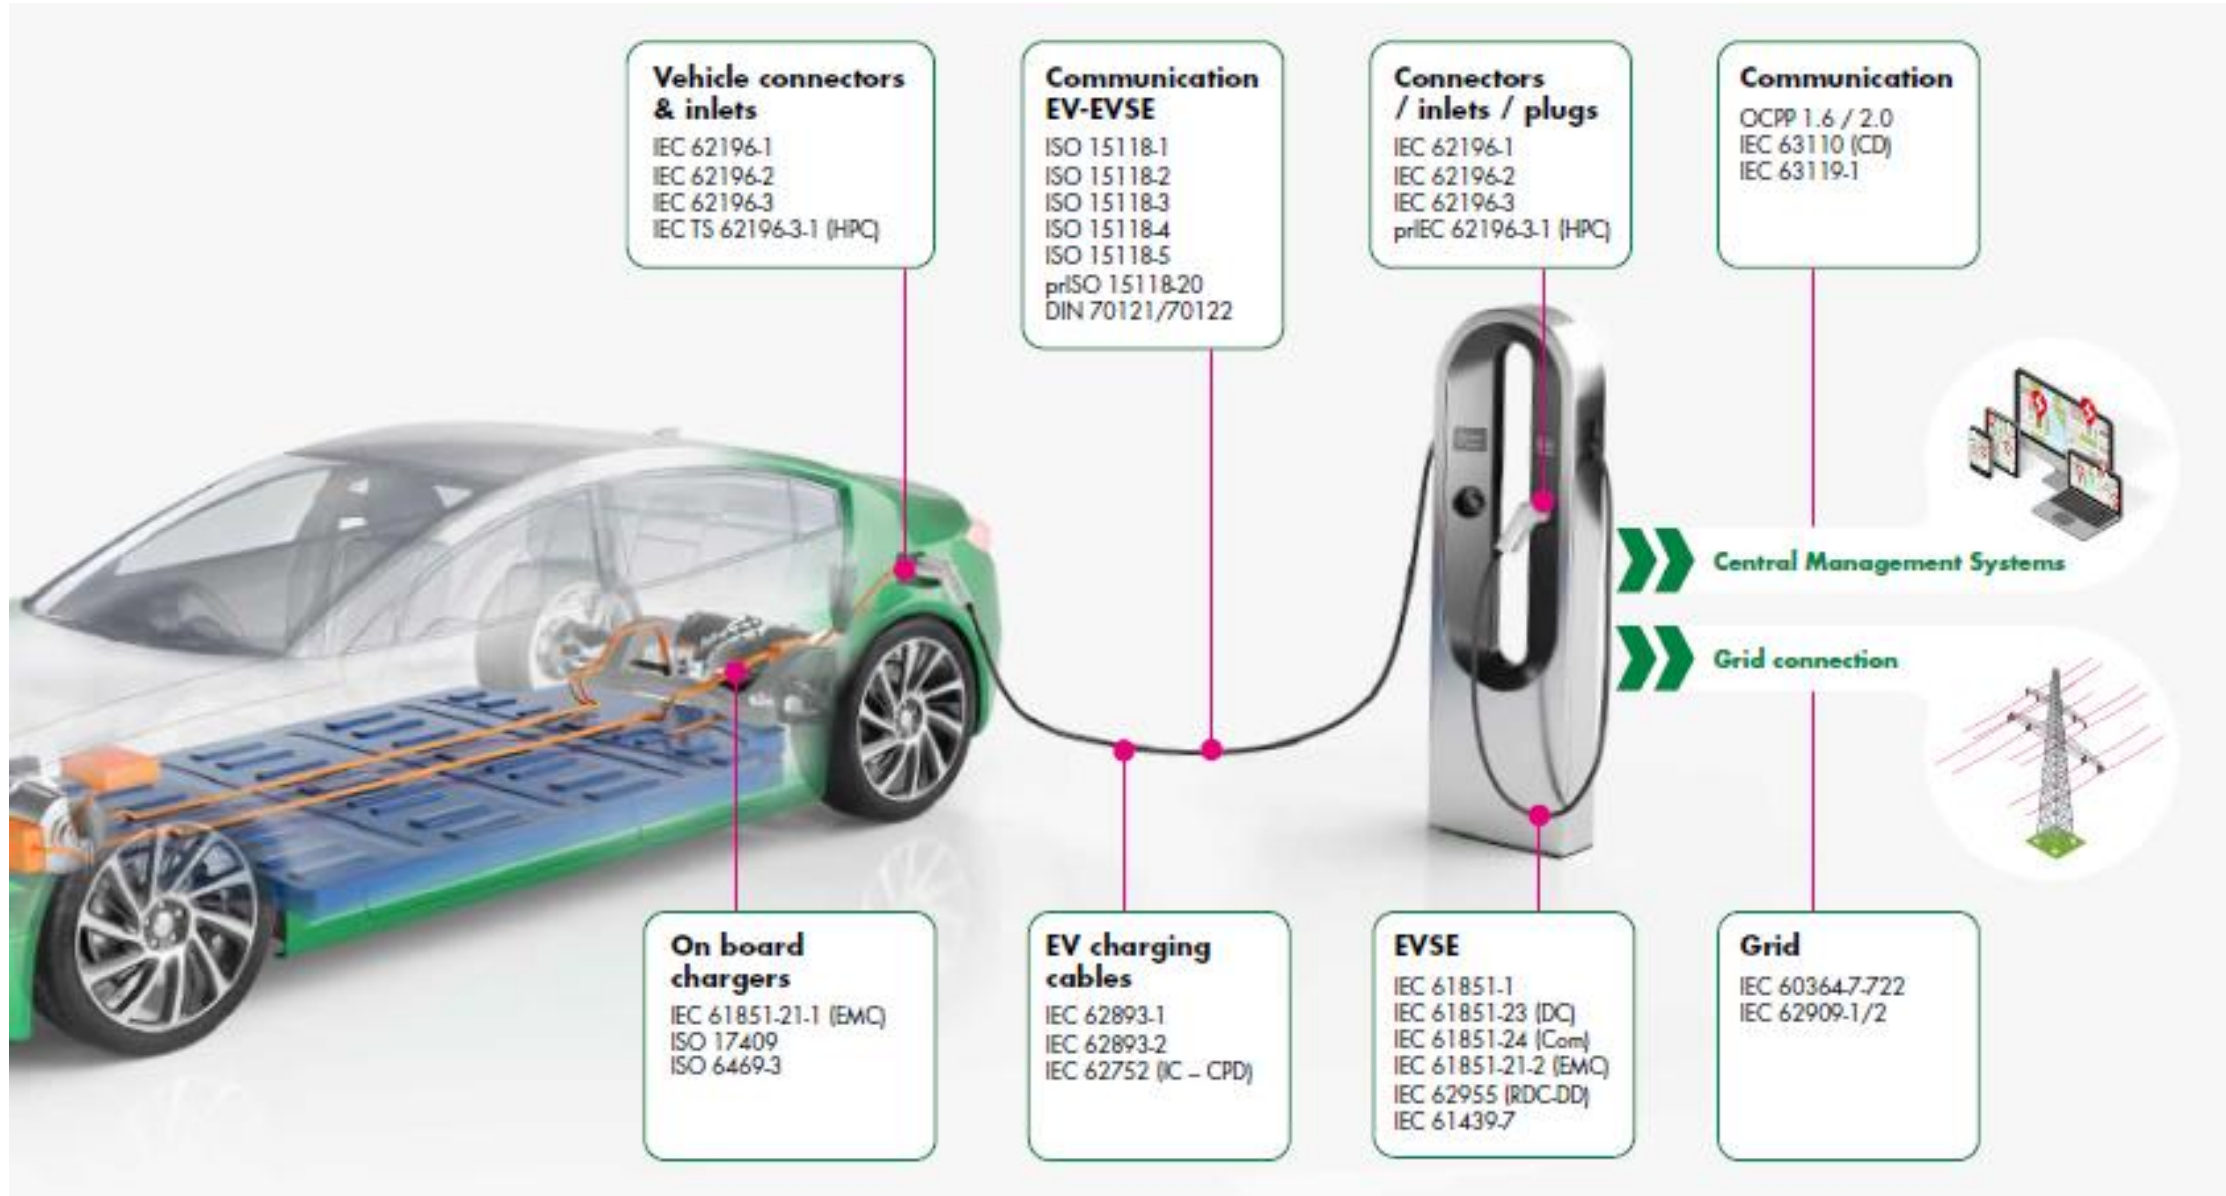 Vehicle connectors
& inlets
IEC 62196-1
IEC 62196-2
IEC 62196-3
IEC TS 62196-3-1 (HPC)
Communication
EV-EVSE
ISO 15118-1
ISO 15118-2
ISO 15118-3
ISO 15118-4
ISO 15118-5
prISO 15118-20
DIN 70121/70122
Connectors
/ inlets / plugs
IEC 62196-1
IEC 62196-2
IEC 62196-3
prIEC 62196-3-1 (HPC)
Communication
OCPP 1.6 / 2.0
IEC 63110 (CD)
IEC 63119-1
Central Management Systems
Grid connection
On board
chargers
IEC 61851-21-1 (EMC)
ISO 17409
ISO 6469-3
EV charging
cables
IEC 62893-1
IEC 62893-2
IEC 62752 (IC – CPD)
EVSE
IEC 61851-1
IEC 61851-23 (DC)
IEC 61851-24 (Com)
IEC 61851-21-2 (EMC)
IEC 62955 (RDC-DD)
IEC 61439-7
Grid
IEC 60364-7-722
IEC 62909-1/2